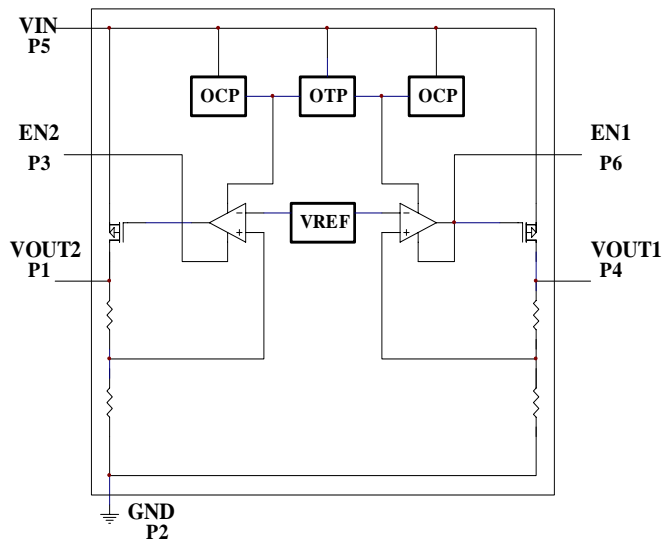 VIN
P5
OCP
OTP
OCP
EN2
P3
EN1
P6
VREF
VOUT2
P1
VOUT1
P4
GND
P2